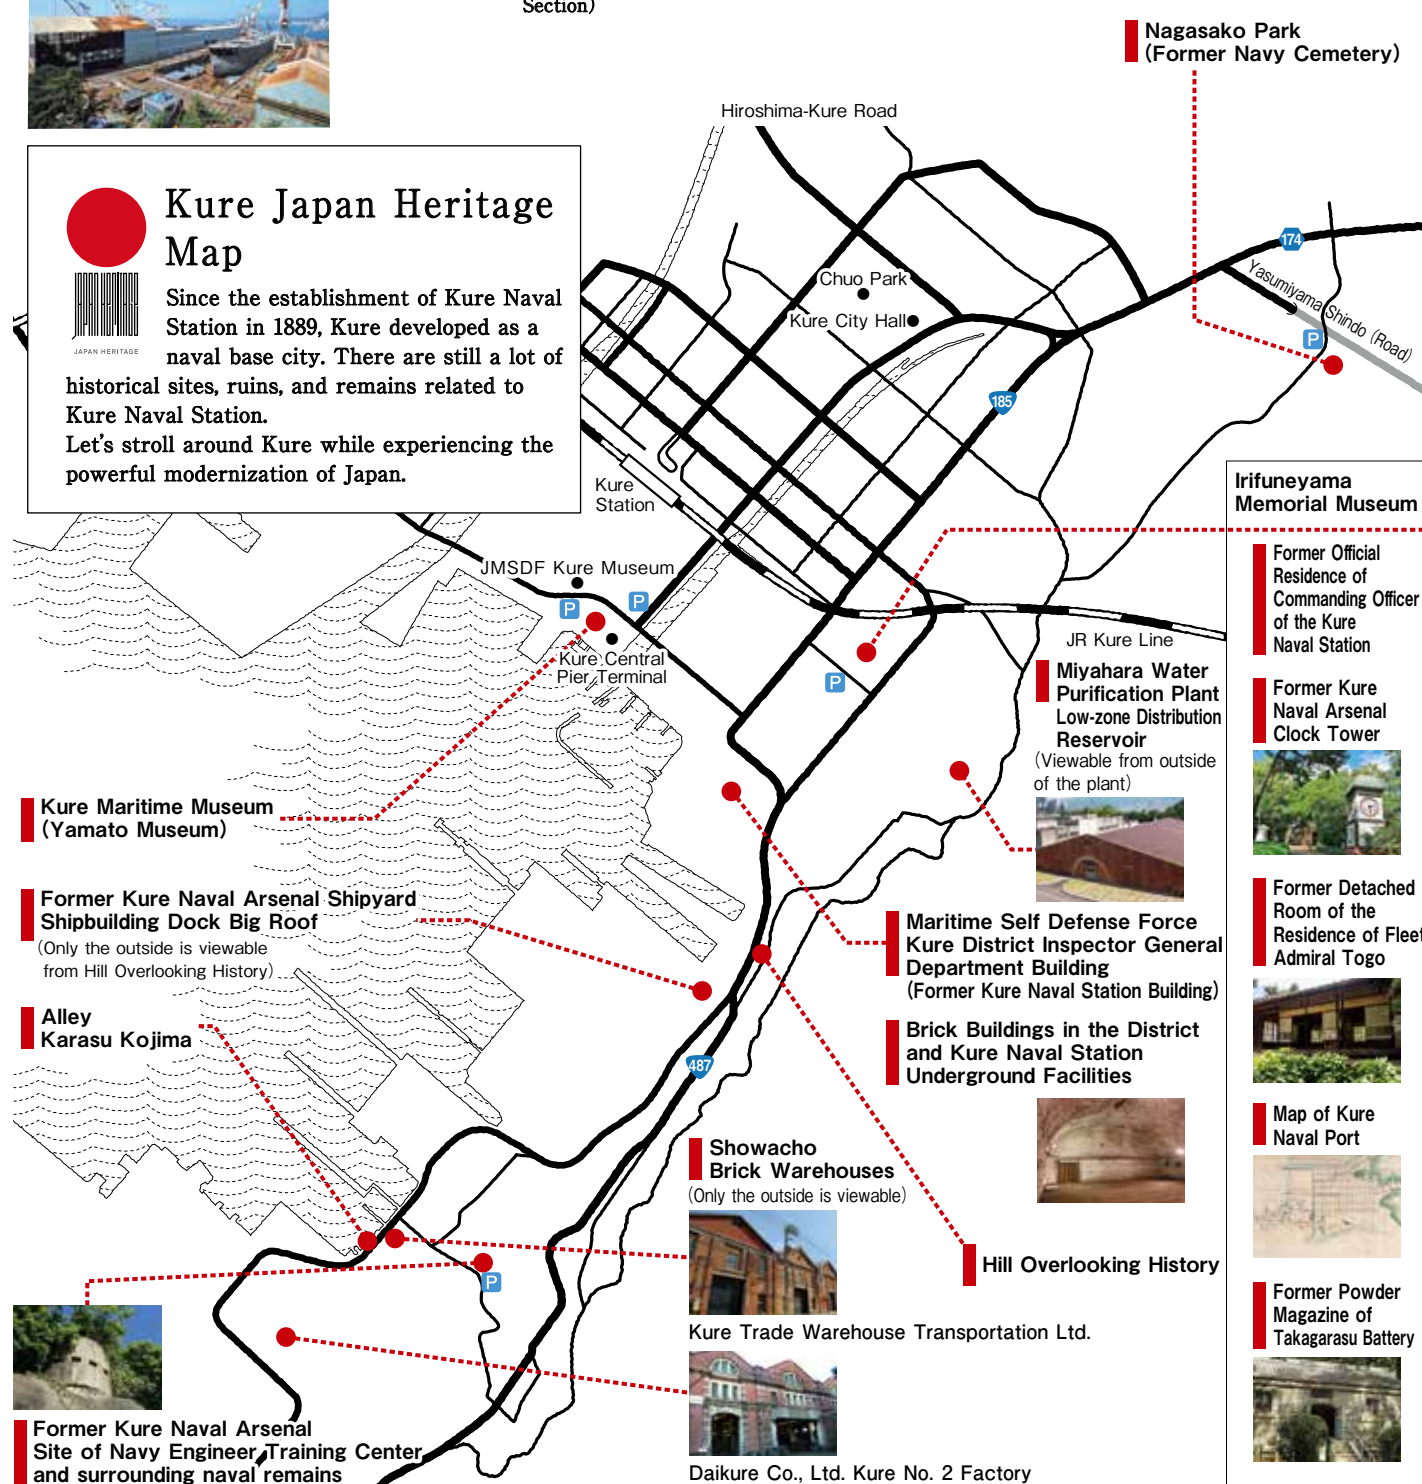 Section)
Nagasako Park
(Former Navy Cemetery)
Hiroshima-Kure Road
Kure Japan Heritage
Map
JAPAN HERITAGE
Since the establishment of Kure Naval
Station in 1889, Kure developed as a
naval base city. There are still a lot of
historical sites, ruins, and remains related to
Kure Naval Station.
Let's stroll around Kure while experiencing the
powerful modernization of Japan.
174
Yasumiyama Shindo (Road)
P
Chuo Park
Kure City Hall
185
Kure
Station
Irifuneyama
Memorial Museum
Former Official
Residence of
Commanding Officer
of the Kure
Naval Station
JMSDF Kure Museum
P
P
Kure Central
Pier Terminal
JR Kure Line
P
Miyahara Water
Purification Plant
Low-zone Distribution
Reservoir
(Viewable from outside
of the plant)
Former Kure
Naval Arsenal
Clock Tower
Kure Maritime Museum
(Yamato Museum)
Former Kure Naval Arsenal Shipyard
Shipbuilding Dock Big Roof
(Only the outside is viewable
from Hill Overlooking History)
Former Detached
Room of the
Residence of Fleet
Admiral Togo
Maritime Self Defense Force
Kure District Inspector General
Department Building
(Former Kure Naval Station Building)
Alley
Karasu Kojima
Brick Buildings in the District
and Kure Naval Station
Underground Facilities
487
Map of Kure
Naval Port
Showacho
Brick Warehouses
(Only the outside is viewable)
Hill Overlooking History
P
Former Powder
Magazine of
Takagarasu Battery
Kure Trade Warehouse Transportation Ltd.
Former Kure Naval Arsenal
Site of Navy Engineer Training Center
and surrounding naval remains
Daikure Co., Ltd. Kure No. 2 Factory